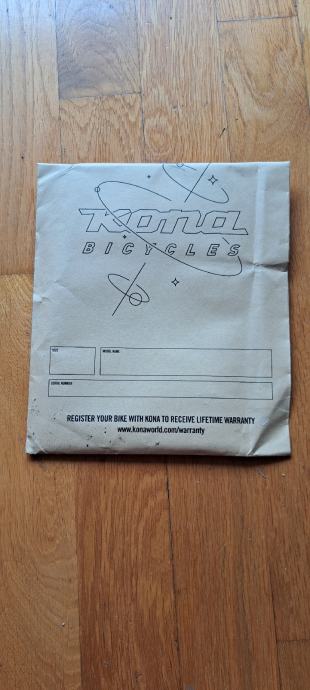 Kona
BICYCLES
SIZE
MODEL NAME
SERIAL NUMBER
REGISTER YOUR BIKE WITH KONA TO RECEIVE LIFETIME WARRANTY
www.konaworld.com/warranty